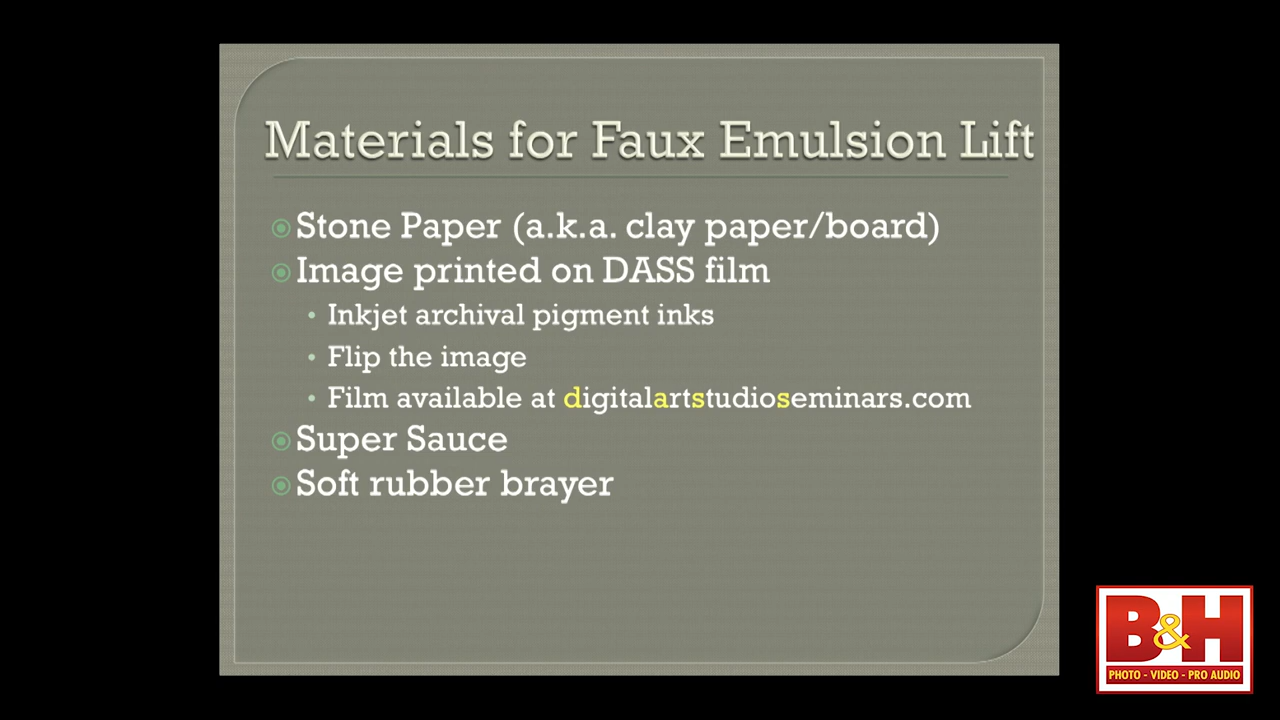 Materials for Faux Emulsion Lift
Stone Paper (a.k.a. clay paper/board)
Image printed on DASS film
Inkjet archival pigment inks
Flip the image
Film available at digitalartstudioseminars.com
Super Sauce
Soft rubber brayer
B&H
PHOTO - VIDEO - PRO AUDIO